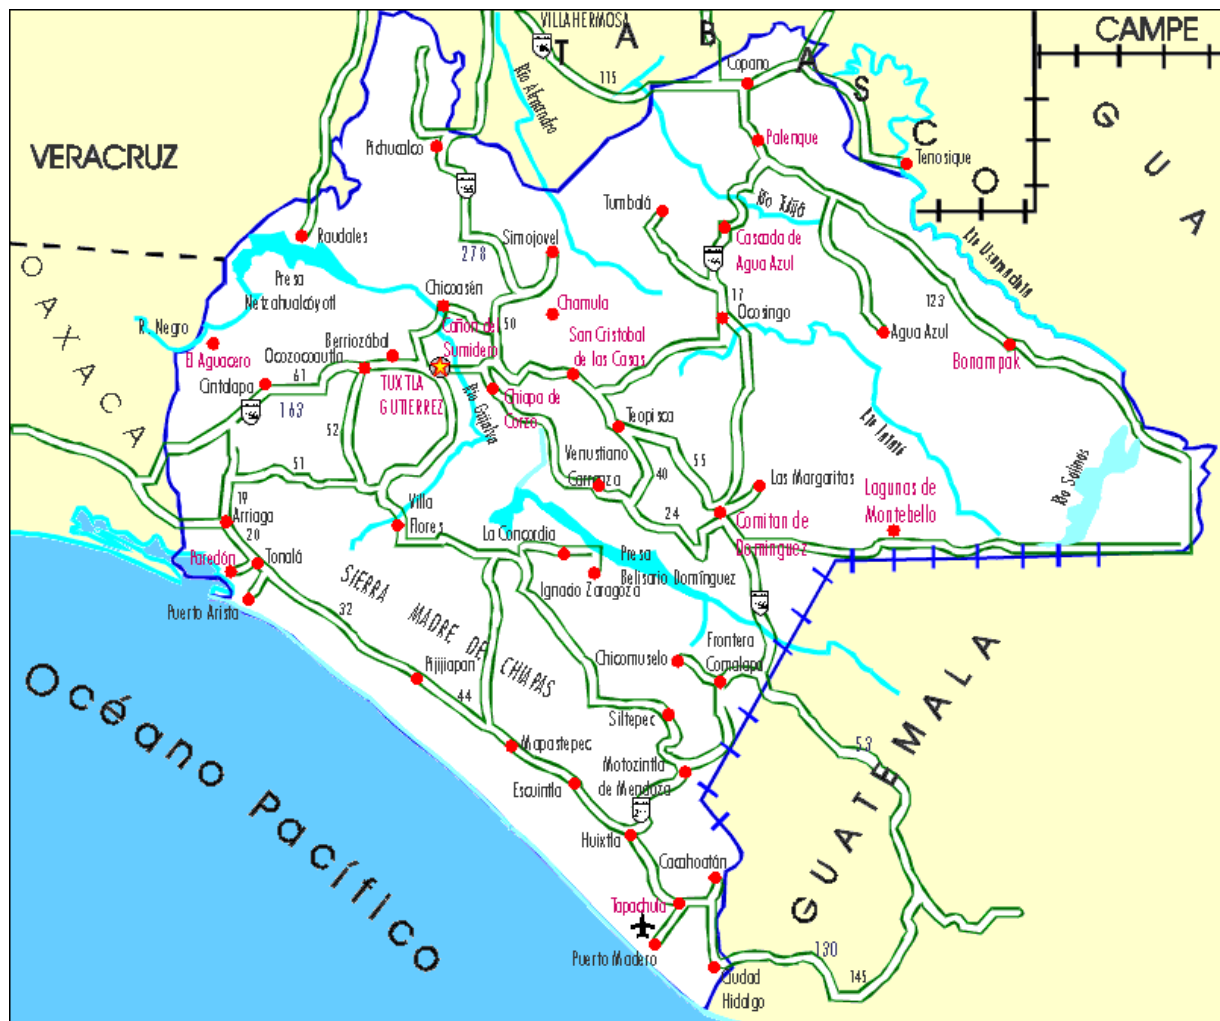 VILLAHERMOSA
CAMPE
T A B A S C O
115
Río Almandro
Copano
G U A
Palenque
VERACRUZ
Pichucalco
Tenosique
Tumbalá
Río Tulijá
Raudales
Simojovel
278
Cascada de
Agua Azul
Río Usumacinta
OAXACA
Presa
Netzahualcóyotl
Chicoasén
Chamula
17
Ocosingo
123
R. Negro
El Aguacero
Berriozábal
Ocozocoautla
Cañón del
Sumidero
50
San Cristobal
de las Casas
Agua Azul
Bonampak
Cintalapa
61
163
TUXTLA
GUTIERREZ
Río Grijalva
Chiapa de
Corzo
Teopisca
52
51
Venustiano
Carranza
40
55
Las Margaritas
Lagunas de
Montebello
Río Salinas
19
Arriaga
20
Villa
Flores
La Concordia
24
Comitan de
Dominguez
Paredón
Tonalá
Puerto Arista
Ignacio Zaragoza
Presa
Belisario Domínguez
32
SIERRA MADRE DE CHIAPAS
Pijijiapan
44
Chicomuselo
Frontera
Comalapa
Siltepec
Océano Pacífico
Mapastepec
Escuintla
Motozintla
de Mendoza
53
GUATEMALA
Huixtla
Cacahoatán
Tapachula
Puerto Madero
Ciudad
Hidalgo
130
145